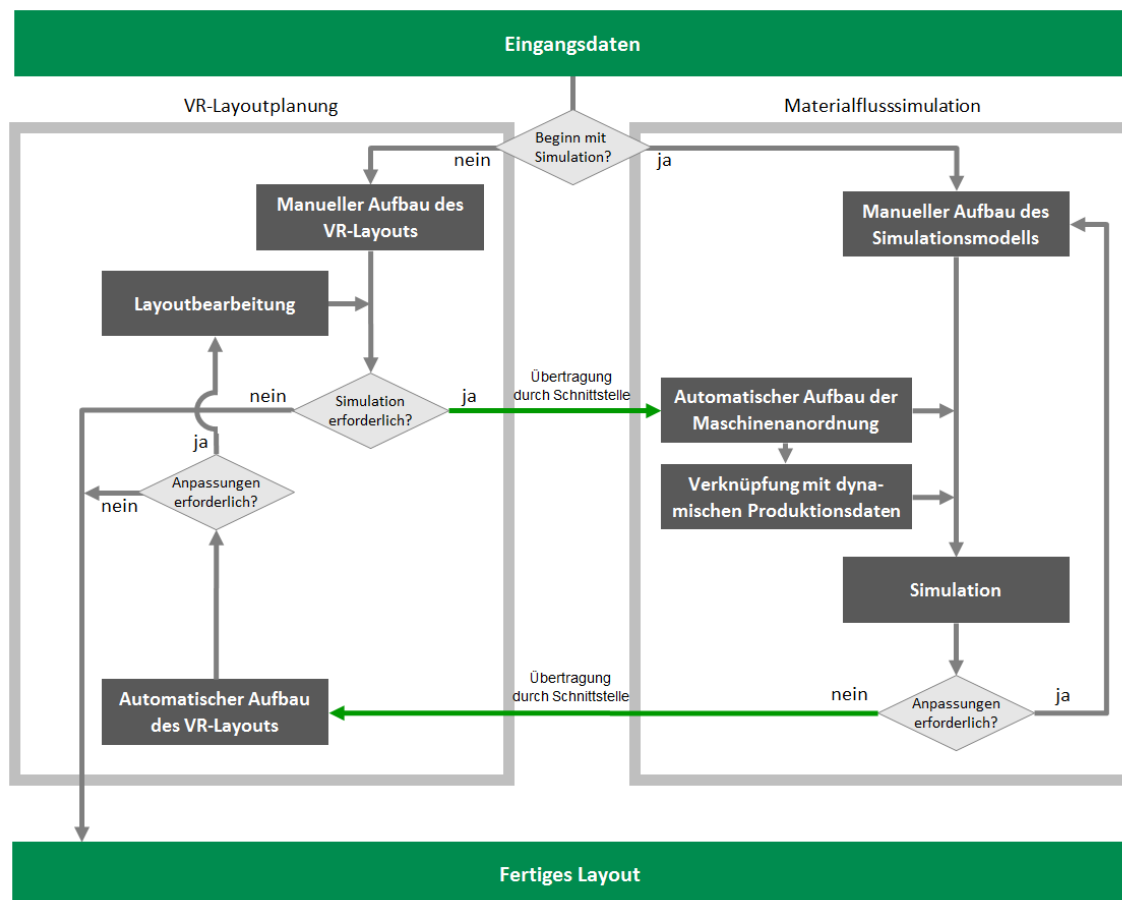 Eingangsdaten
VR-Layoutplanung
Materialflusssimulation
Beginn mit
Simulation?
nein
ja
Manueller Aufbau des
VR-Layouts
Manueller Aufbau des
Simulationsmodells
Layoutbearbeitung
nein
Simulation
erforderlich?
ja
Übertragung
durch Schnittstelle
Automatischer Aufbau der
Maschinenanordnung
ja
Anpassungen
erforderlich?
nein
Verknüpfung mit dyna-
mischen Produktionsdaten
Simulation
Automatischer Aufbau
des VR-Layouts
Übertragung
durch Schnittstelle
nein
Anpassungen
erforderlich?
ja
Fertiges Layout